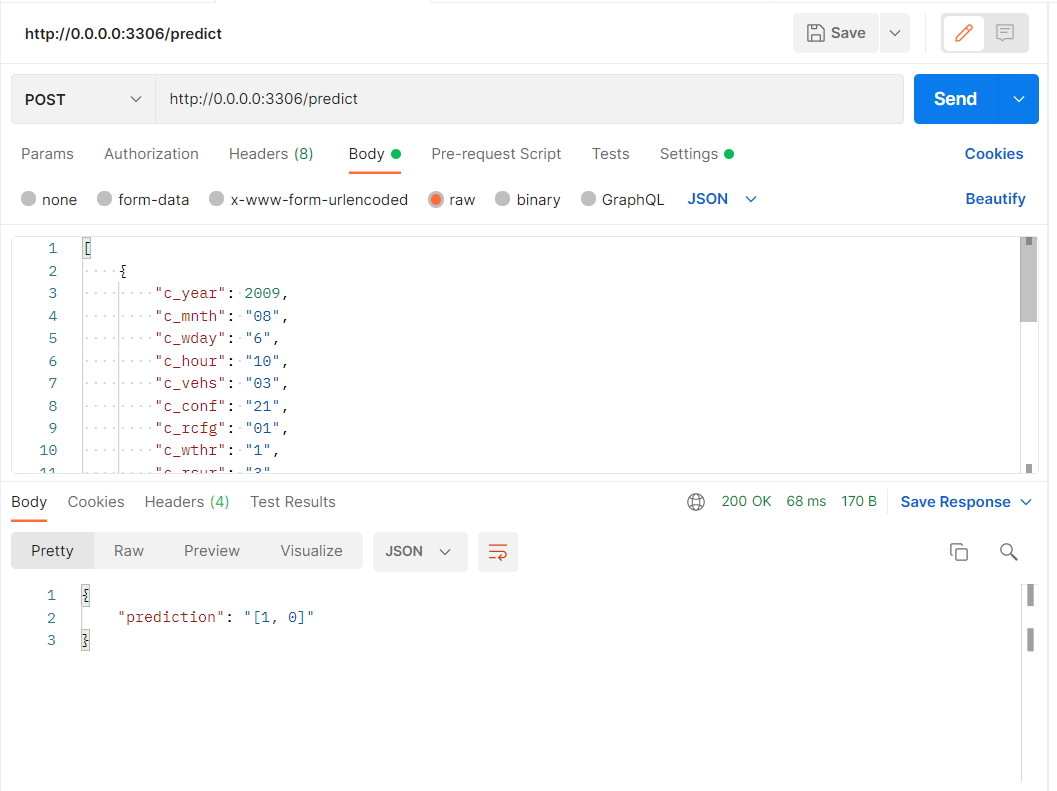 http://0.0.0.0:3306/predict Save
POST http://0.0.0.0:3306/predict Send
Params Authorization Headers (8) Body Pre-request Script Tests Settings Cookies
none form-data x-www-form-urlencoded raw binary GraphQL JSON Beautify
1 [
2 {
3 "c_year": 2009,
4 "c_mnth": "08",
5 "c_wday": "6",
6 "c_hour": "10",
7 "c_vehs": "03",
8 "c_conf": "21",
9 "c_rcfg": "01",
10 "c_wthr": "1",
11 "c_rsur": "3"
Body Cookies Headers (4) Test Results 200 OK 68 ms 170 B Save Response
Pretty Raw Preview Visualize JSON
1 {
2 "prediction": "[1, 0]"
3 }